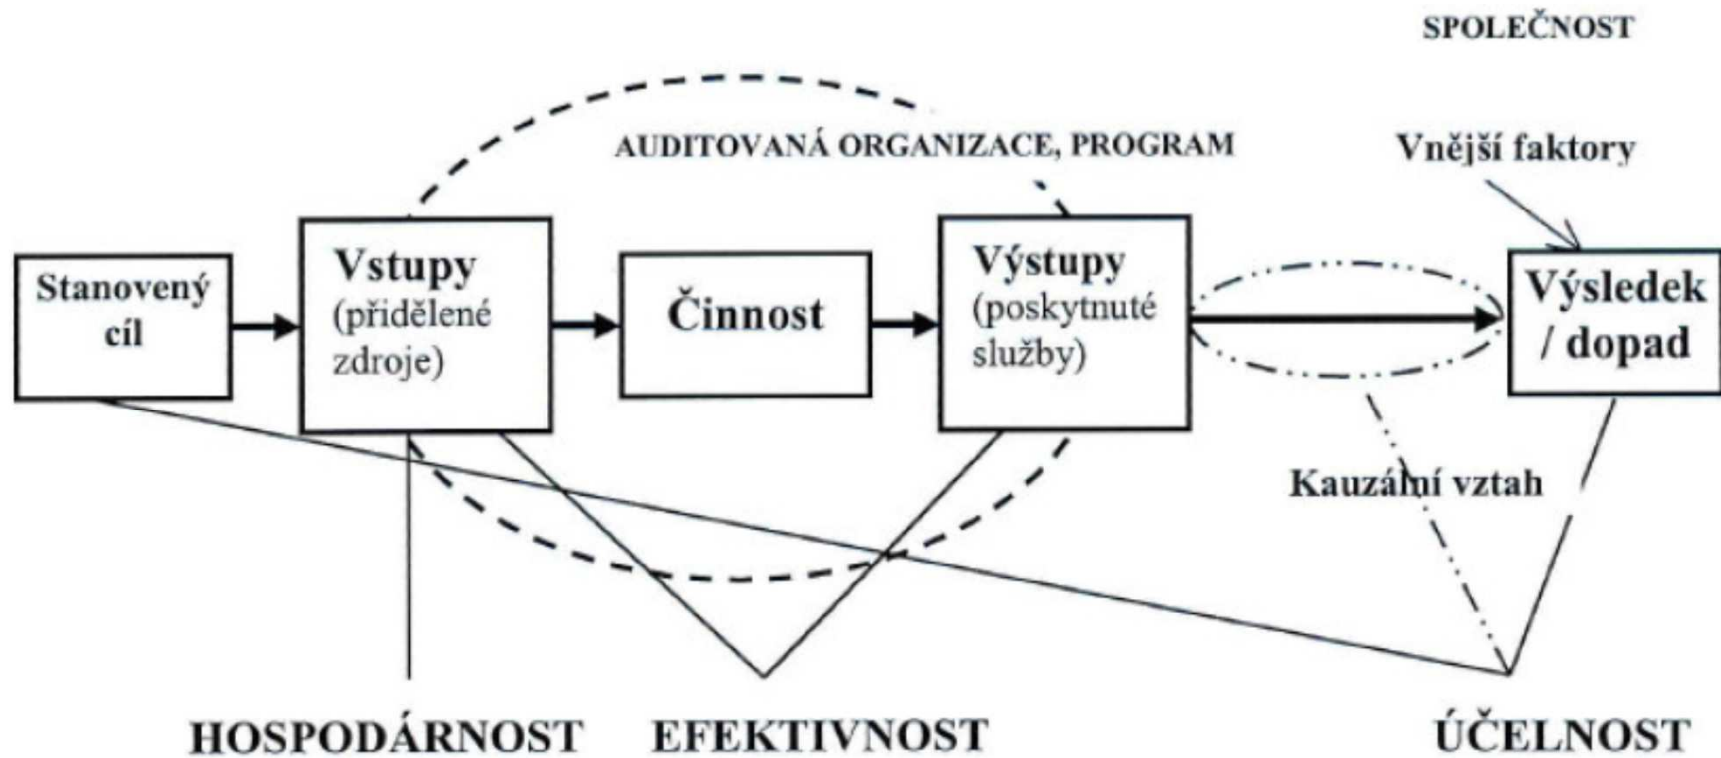 SPOLEČNOST
AUDITOVANÁ ORGANIZACE, PROGRAM
Vnější faktory
Stanovený
cíl
Vstupy
(přidělené
zdroje)
Činnost
Výstupy
(poskytnuté
služby)
Výsledek
/ dopad
Kauzální vztah
HOSPODÁRNOST
EFEKTIVNOST
ÚČELNOST